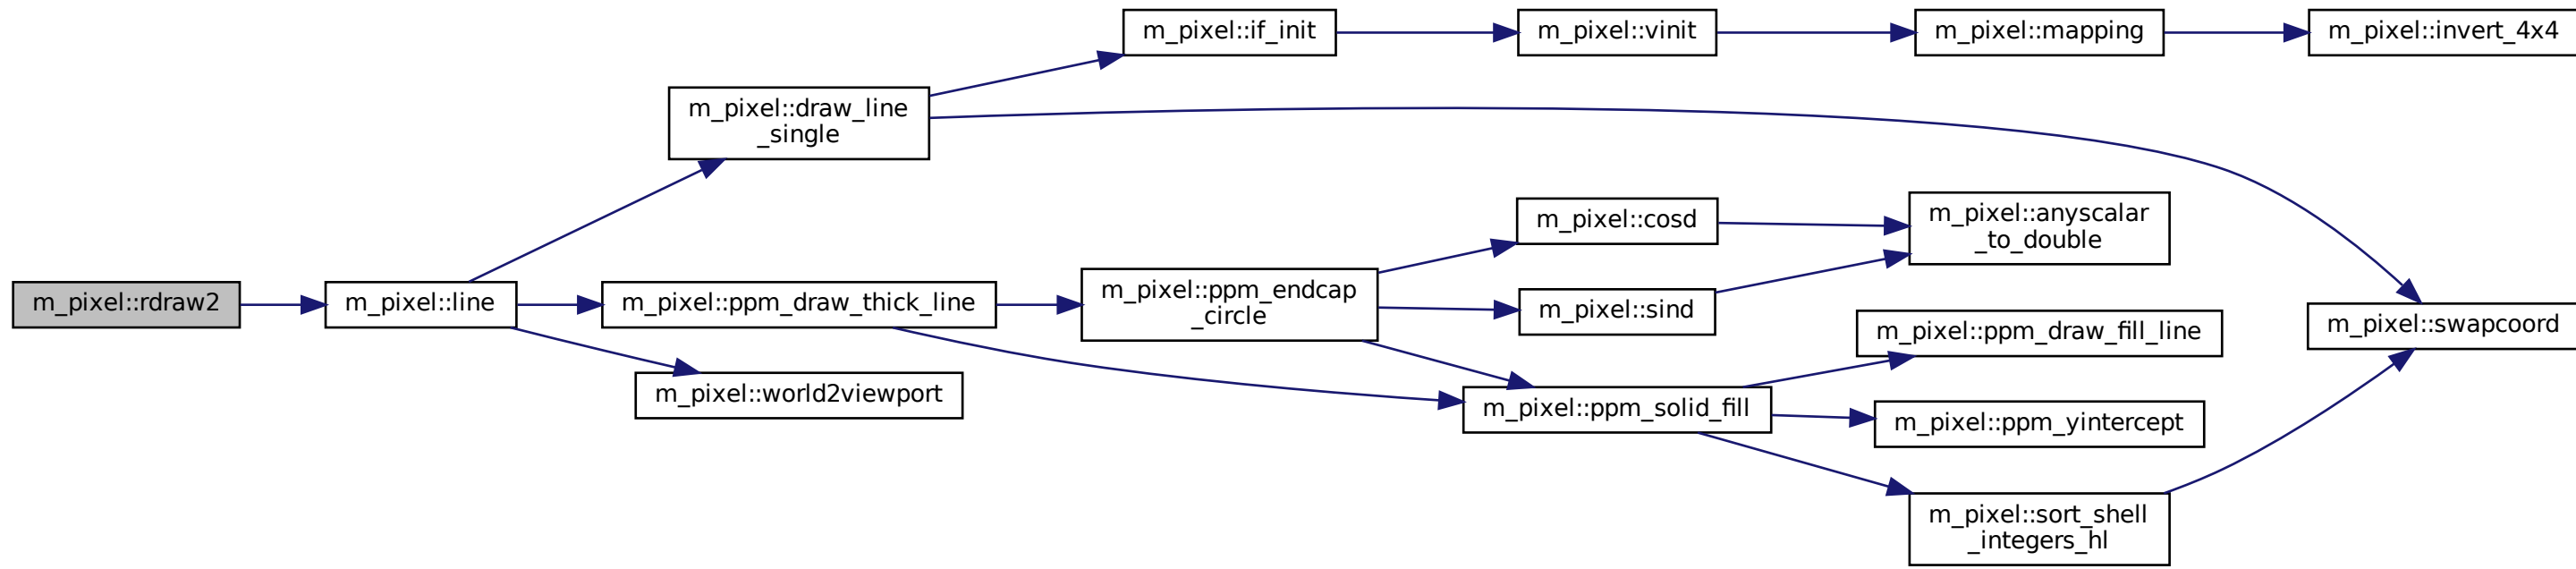 m_pixel::if_init
m_pixel::vinit
m_pixel::mapping
m_pixel::invert_4x4
m_pixel::draw_line
_single
m_pixel::cosd
m_pixel::anyscalar
_to_double
m_pixel::rdraw2
m_pixel::line
m_pixel::ppm_draw_thick_line
m_pixel::ppm_endcap
_circle
m_pixel::sind
m_pixel::ppm_draw_fill_line
m_pixel::swapcoord
m_pixel::world2viewport
m_pixel::ppm_solid_fill
m_pixel::ppm_yintercept
m_pixel::sort_shell
_integers_hl